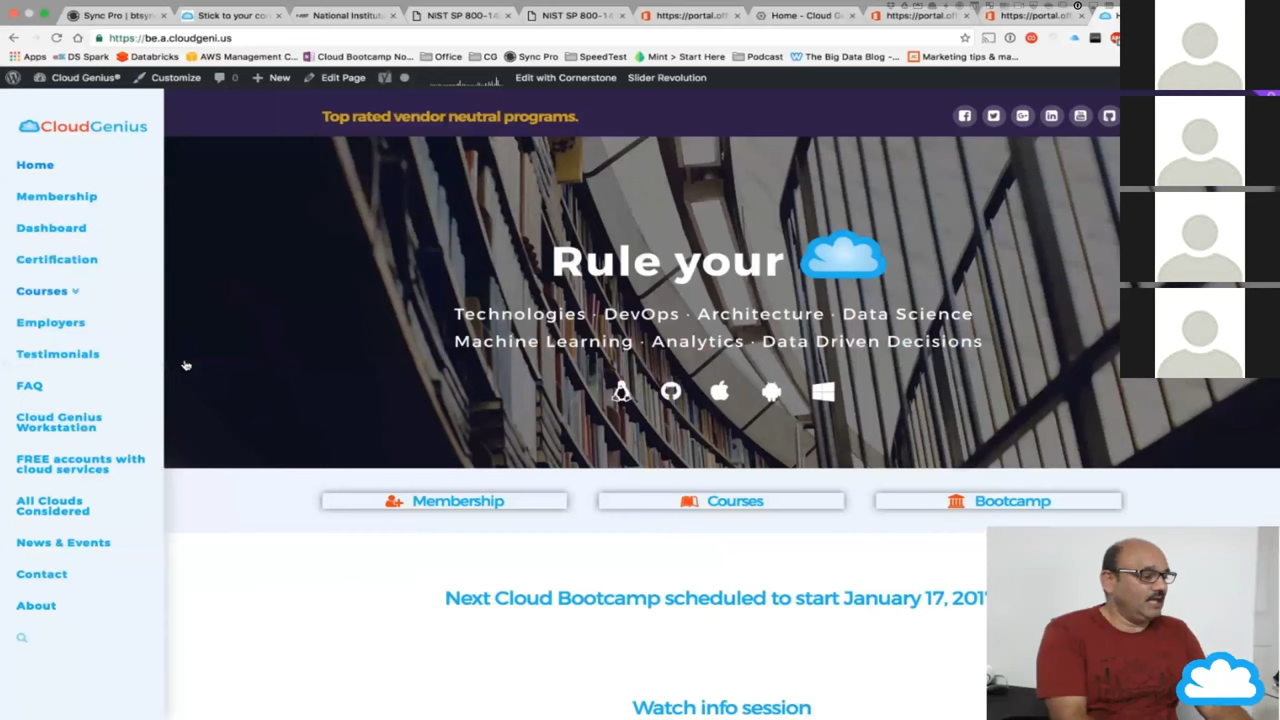 Sync Pro | btsync
Stick to your co
National Institut
NIST SP 800-14
NIST SP 800-14
https://portal.of
Home - Cloud G
https://portal.of
https://portal.of
https://be.a.cloudgeni.us
Apps
DS Spark
Databricks
AWS Management C
Cloud Bootcamp No...
Office
CG
Sync Pro
SpeedTest
Mint > Start Here
Podcast
The Big Data Blog -...
Marketing tips & ma...
Cloud Genius®
Customize
0
New
Edit Page
Edit with Cornerstone
Slider Revolution
CloudGenius
Home
Membership
Dashboard
Certification
Courses
Employers
Testimonials
FAQ
Cloud Genius
Workstation
FREE accounts with
cloud services
All Clouds
Considered
News & Events
Contact
About
Top rated vendor neutral programs.
Rule your
Technologies · DevOps · Architecture · Data Science
Machine Learning · Analytics · Data Driven Decisions
Membership
Courses
Bootcamp
Next Cloud Bootcamp scheduled to start January 17, 201
Watch info session